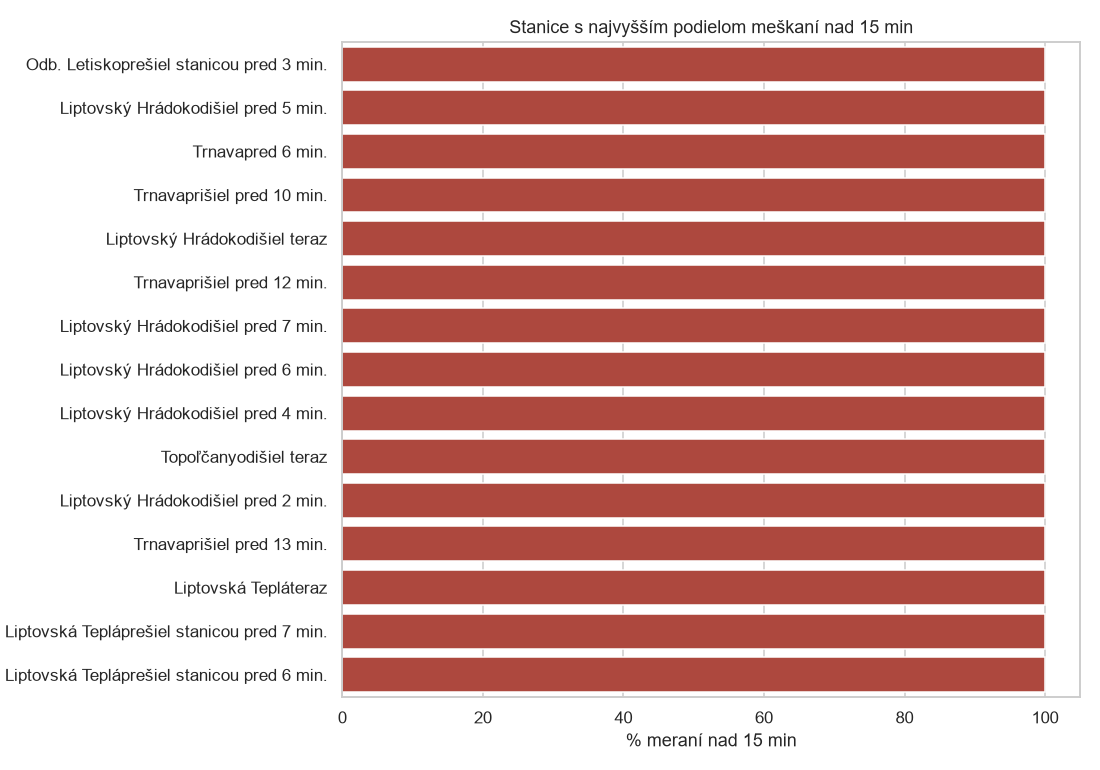 Stanice s najvyšším podielom meškaní nad 15 min
Odb. Letiskoprešiel stanicou pred 3 min.
Liptovský Hrádokodišiel pred 5 min.
Trnavapred 6 min.
Trnavaprišiel pred 10 min.
Liptovský Hrádokodišiel teraz
Trnavaprišiel pred 12 min.
Liptovský Hrádokodišiel pred 7 min.
Liptovský Hrádokodišiel pred 6 min.
Liptovský Hrádokodišiel pred 4 min.
Topoľčanyodišiel teraz
Liptovský Hrádokodišiel pred 2 min.
Trnavaprišiel pred 13 min.
Liptovská Tepláteraz
Liptovská Tepláprešiel stanicou pred 7 min.
Liptovská Tepláprešiel stanicou pred 6 min.
0 20 40 60 80 100
% meraní nad 15 min